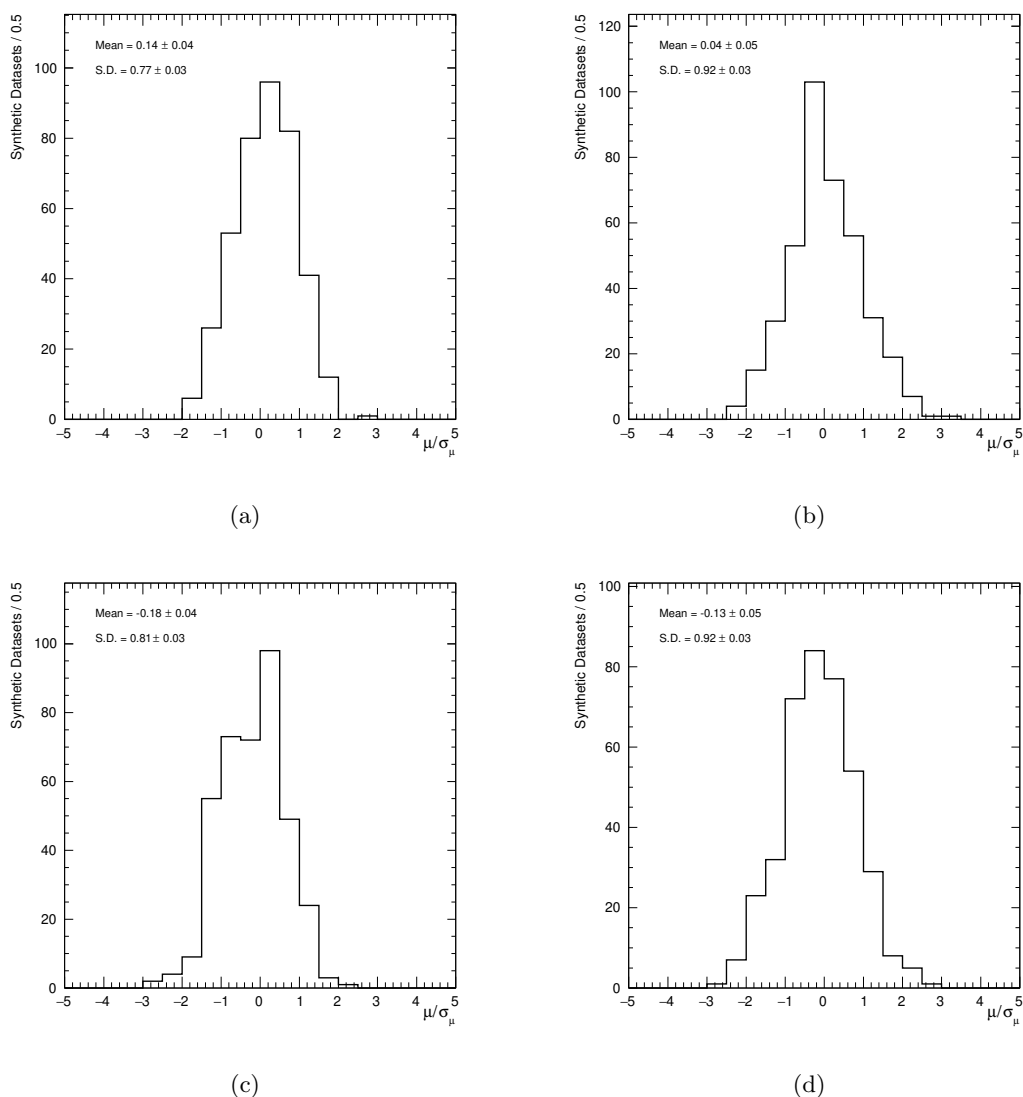 Synthetic Datasets / 0.5
Mean = 0.14 ± 0.04
S.D. = 0.77 ± 0.03
100
80
60
40
20
0
−5 −4 −3 −2 −1 0 1 2 3 4 5
μ/σμ
(a)
Synthetic Datasets / 0.5
Mean = 0.04 ± 0.05
S.D. = 0.92 ± 0.03
120
100
80
60
40
20
0
−5 −4 −3 −2 −1 0 1 2 3 4 5
μ/σμ
(b)
Synthetic Datasets / 0.5
Mean = -0.18 ± 0.04
S.D. = 0.81 ± 0.03
100
80
60
40
20
0
−5 −4 −3 −2 −1 0 1 2 3 4 5
μ/σμ
(c)
Synthetic Datasets / 0.5
Mean = -0.13 ± 0.05
S.D. = 0.92 ± 0.03
100
80
60
40
20
0
−5 −4 −3 −2 −1 0 1 2 3 4 5
μ/σμ
(d)